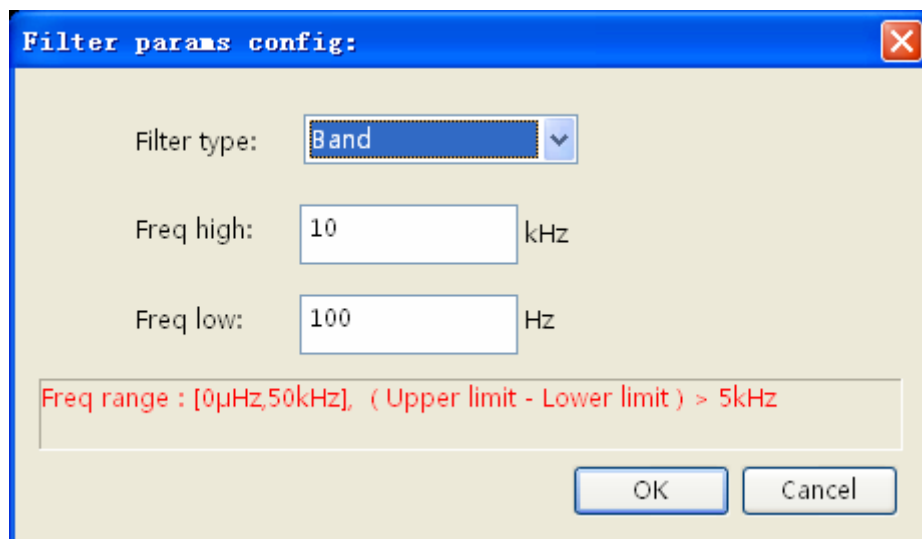 Filter params config:
Filter type: Band
Freq high: 10 kHz
Freq low: 100 Hz
Freq range : [0µHz,50kHz], ( Upper limit - Lower limit ) > 5kHz
OK Cancel